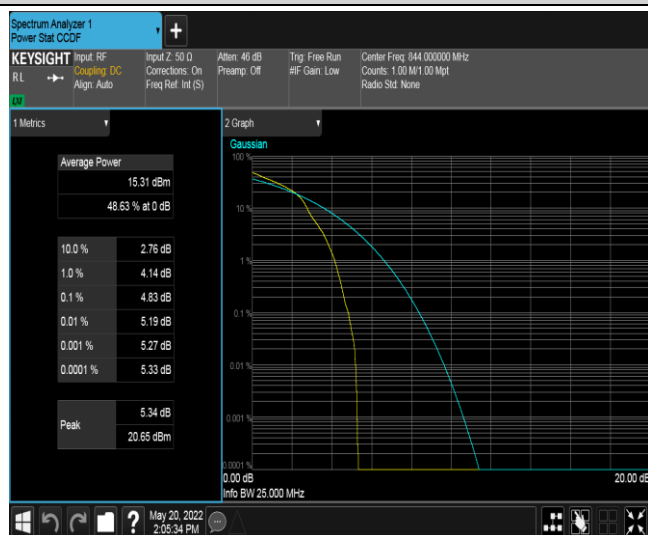 Spectrum Analyzer 1
Power Stat CCDF
+
KEYSIGHT
RL
LXI
Input: RF
Coupling: DC
Align: Auto
Input Z: 50 Ω
Corrections: On
Freq Ref: Int (S)
Atten: 46 dB
Preamp: Off
Trig: Free Run
#IF Gain: Low
Center Freq: 844.000000 MHz
Counts: 1.00 M/1.00 Mpt
Radio Std: None
1 Metrics
Average Power
15.31 dBm
48.63 % at 0 dB
10.0 % 2.76 dB
1.0 % 4.14 dB
0.1 % 4.83 dB
0.01 % 5.19 dB
0.001 % 5.27 dB
0.0001 % 5.33 dB
Peak
5.34 dB
20.65 dBm
2 Graph
Gaussian
100 %
10 %
1 %
0.1 %
0.01 %
0.001 %
0.0001 %
0.00 dB 20.00 dB
Info BW 25.000 MHz
?
May 20, 2022
2:05:34 PM